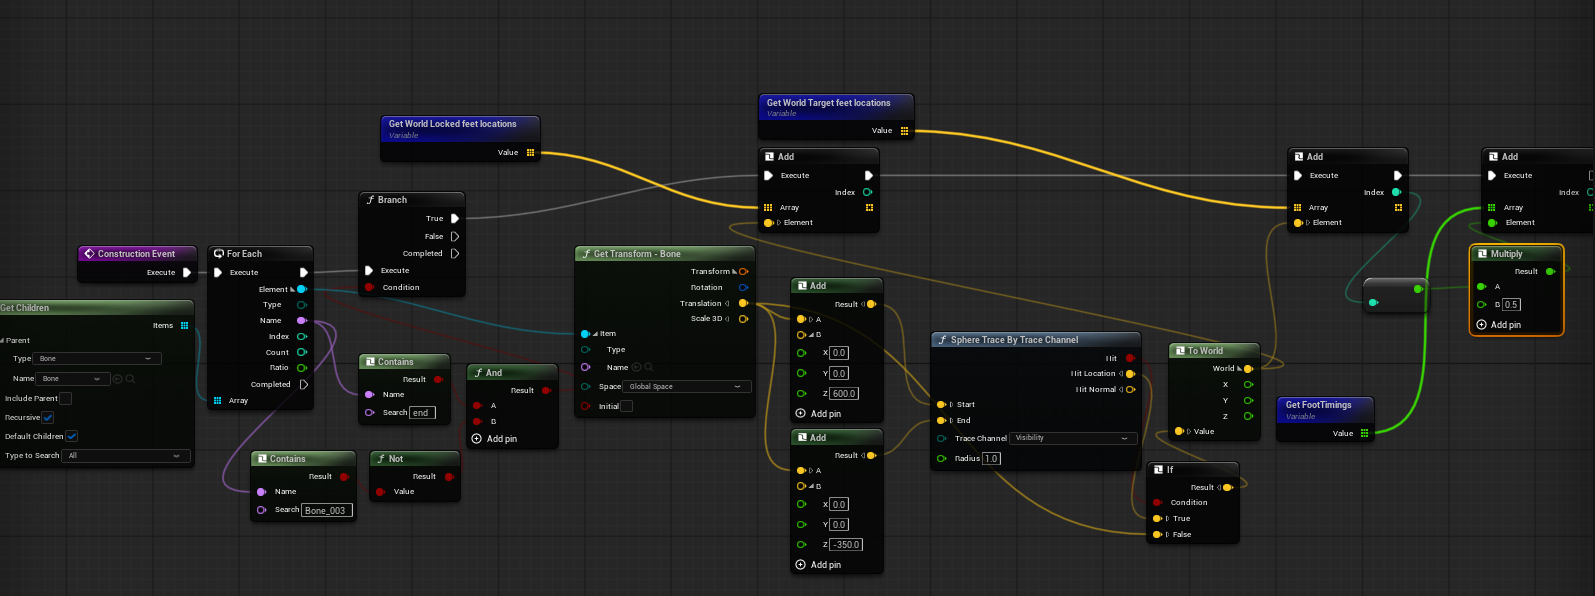 Get World Target feet locations
Variable
Value
Get World Locked feet locations
Variable
Value
Add
Execute
Index
Array
Element
Add
Execute
Index
Array
Element
Add
Execute
Index
Array
Element
Branch
True
False
Completed
Execute
Condition
Construction Event
Execute
For Each
Execute
Element
Type
Name
Index
Count
Ratio
Completed
Array
Get Children
Items
Parent
Type Bone
Name Bone
Include Parent
Recursive
Default Children
Type to Search All
Contains
Result
Name
Search end
And
Result
A
B
Add pin
Contains
Result
Name
Search Bone_003
Not
Result
Value
Get Transform - Bone
Transform
Rotation
Translation
Scale 3D
Item
Type
Name
Space Global Space
Initial
Add
Result
A
B
X 0.0
Y 0.0
Z 600.0
Add pin
Add
Result
A
B
X 0.0
Y 0.0
Z -350.0
Add pin
Sphere Trace By Trace Channel
Hit
Hit Location
Hit Normal
Start
End
Trace Channel Visibility
Radius 1.0
To World
World
X
Y
Z
Value
If
Result
Condition
True
False
Get FootTimings
Variable
Value
Multiply
Result
A
B 0.5
Add pin